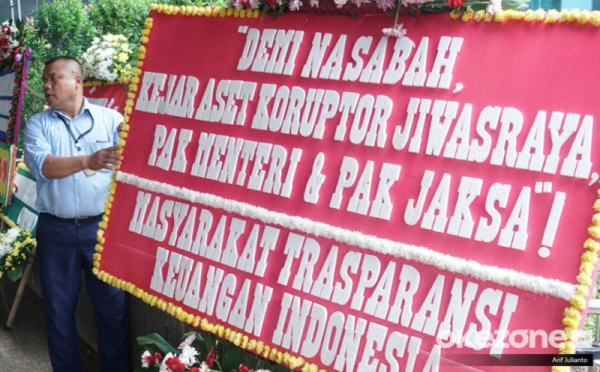 "DEMI NASABAH,
KEJAR ASET KORUPTOR JIWASRAYA,
PAK MENTERI & PAK JAKSA"!
MASYARAKAT TRASPARANSI
KEUANGAN INDONESIA
okezone
Arif Julianto